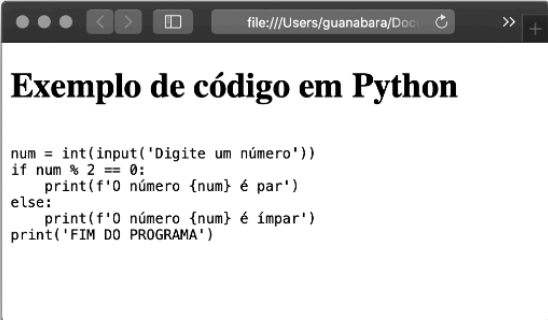 file:///Users/guanabara/Doc
Exemplo de código em Python
num = int(input('Digite um número'))
if num % 2 == 0:
    print(f'O número {num} é par')
else:
    print(f'O número {num} é ímpar')
print('FIM DO PROGRAMA')